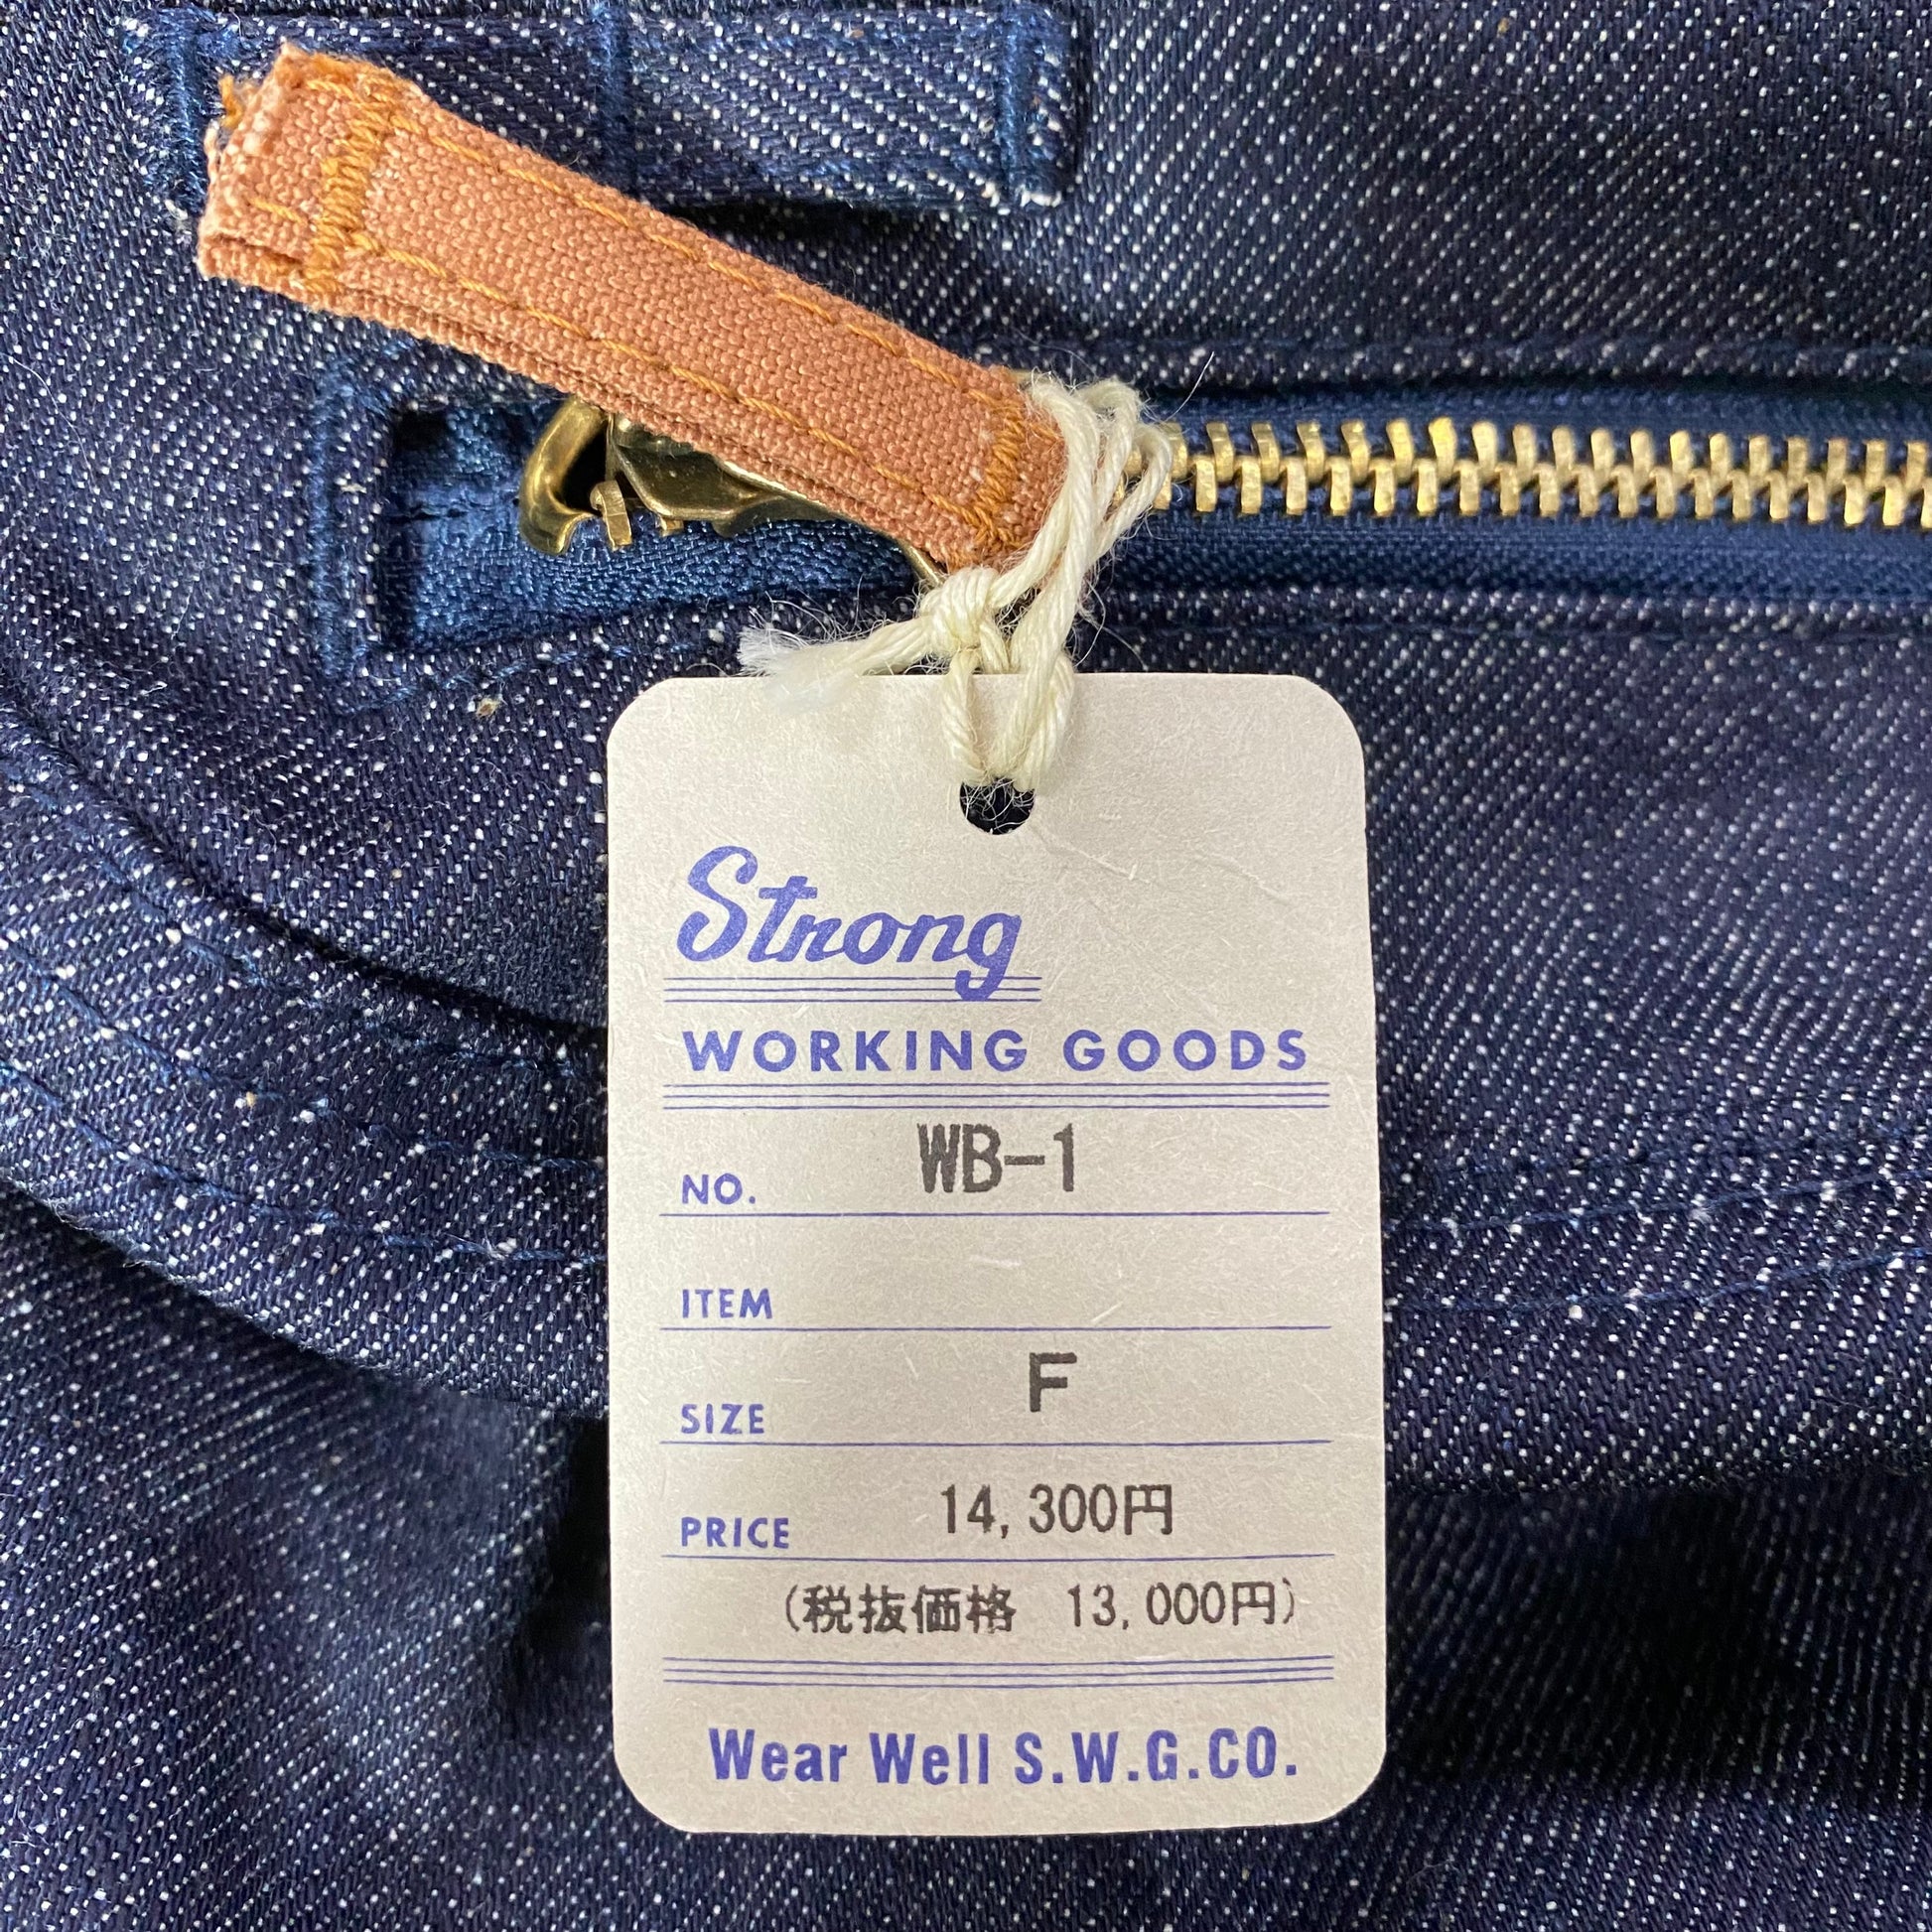 Strong
WORKING GOODS
NO. WB-1
ITEM
SIZE F
PRICE 14,300円
(税抜価格 13,000円)
Wear Well S.W.G.CO.